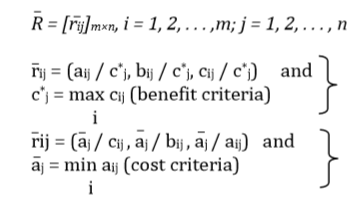 R̄ = [r̄ij]m×n, i = 1, 2, . . . ,m; j = 1, 2, . . . , n
r̄ij = (aij / c*j, bij / c*j, cij / c*j) and
c*j = max cij (benefit criteria)
i
r̄ij = (āj / cij , āj / bij , āj / aij) and
āj = min aij (cost criteria)
i